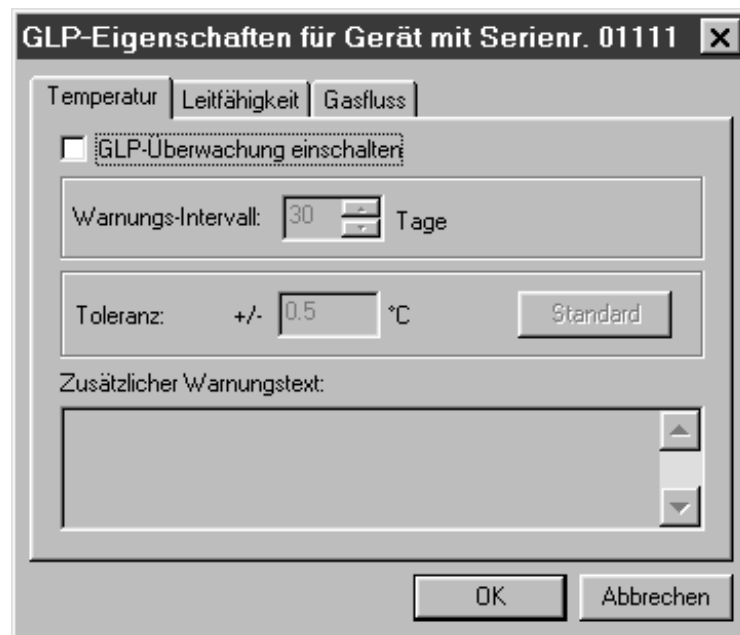 GLP-Eigenschaften für Gerät mit Serienr. 01111
Temperatur Leitfähigkeit Gasfluss
GLP-Überwachung einschalten
Warnungs-Intervall: 30 Tage
Toleranz: +/- 0.5 °C Standard
Zusätzlicher Warnungstext:
OK Abbrechen